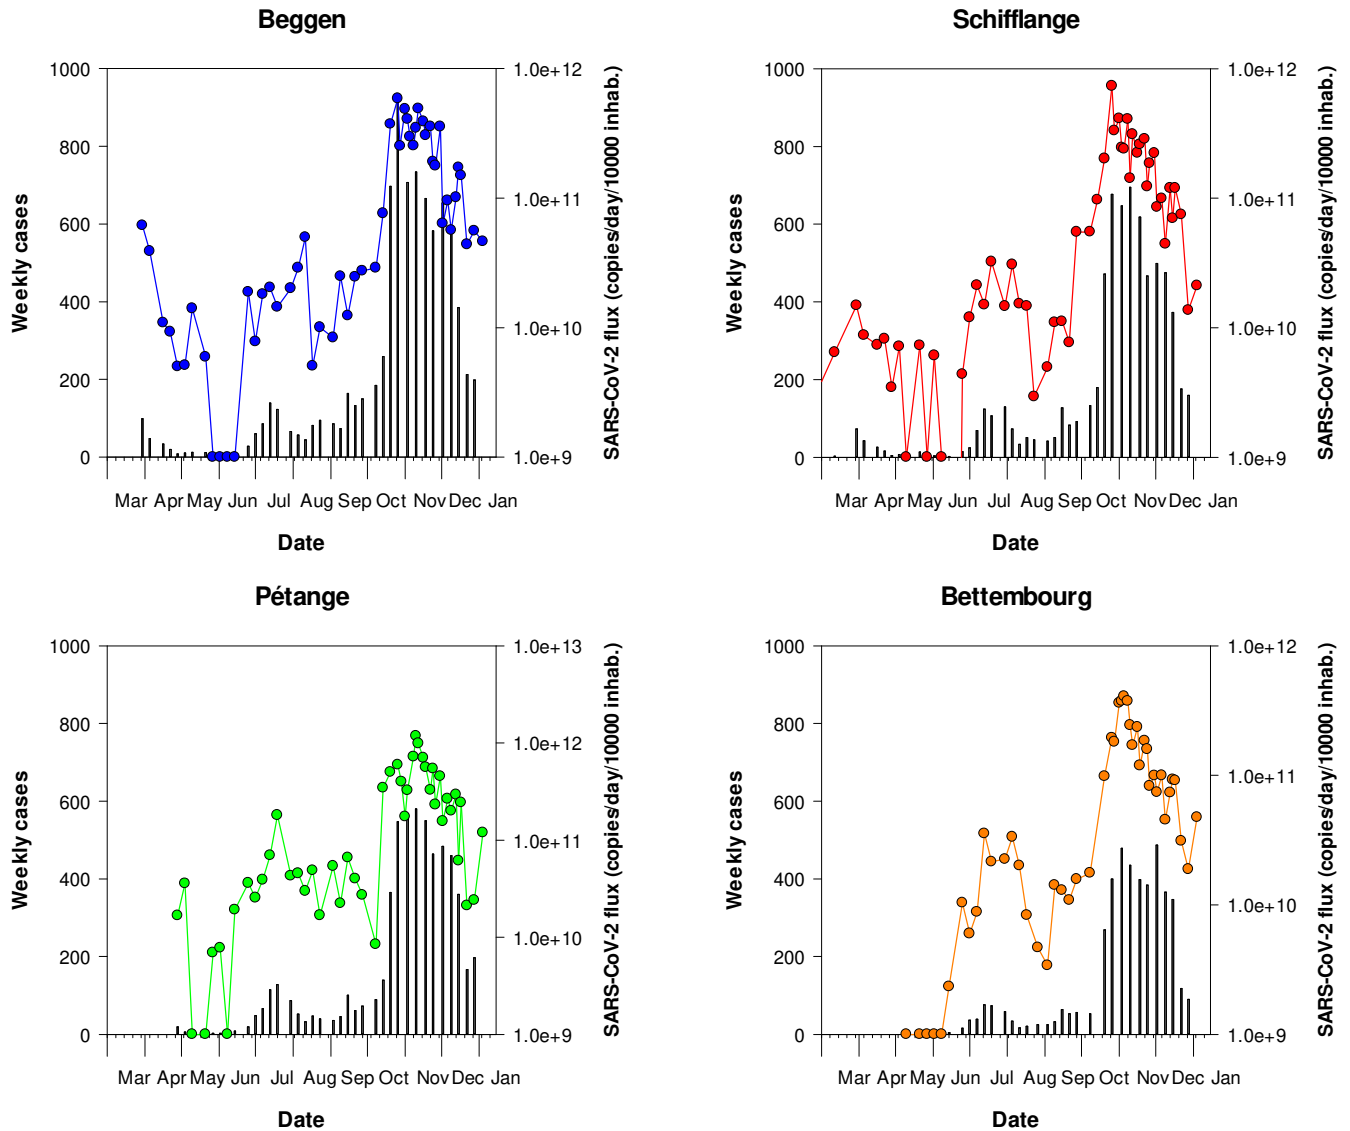 Beggen
1000
800
600
400
200
0
Weekly cases
1.0e+12
1.0e+11
1.0e+10
1.0e+9
SARS-CoV-2 flux (copies/day/10000 inhab.)
Mar Apr May Jun Jul Aug Sep Oct Nov Dec Jan
Date
Schifflange
1000
800
600
400
200
0
Weekly cases
1.0e+12
1.0e+11
1.0e+10
1.0e+9
SARS-CoV-2 flux (copies/day/10000 inhab.)
Mar Apr May Jun Jul Aug Sep Oct Nov Dec Jan
Date
Pétange
1000
800
600
400
200
0
Weekly cases
1.0e+13
1.0e+12
1.0e+11
1.0e+10
1.0e+9
SARS-CoV-2 flux (copies/day/10000 inhab.)
Mar Apr May Jun Jul Aug Sep Oct Nov Dec Jan
Date
Bettembourg
1000
800
600
400
200
0
Weekly cases
1.0e+12
1.0e+11
1.0e+10
1.0e+9
SARS-CoV-2 flux (copies/day/10000 inhab.)
Mar Apr May Jun Jul Aug Sep Oct Nov Dec Jan
Date